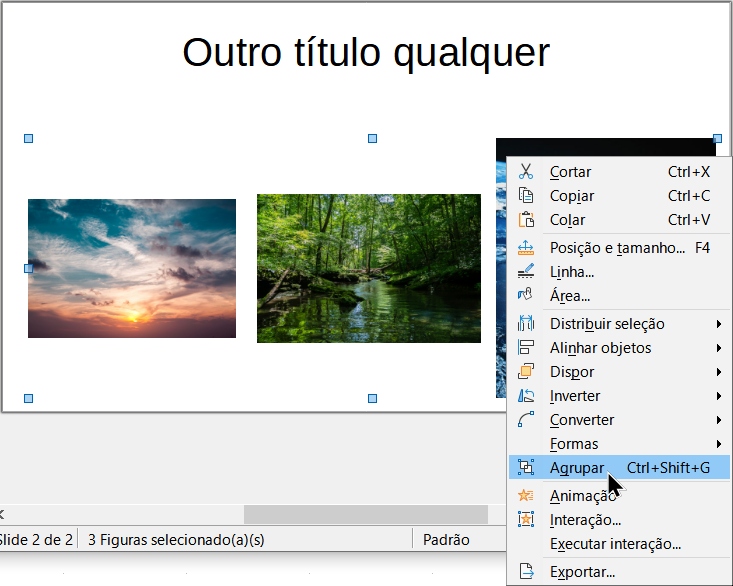 Outro título qualquer
Cortar Ctrl+X
Copiar Ctrl+C
Colar Ctrl+V
Posição e tamanho... F4
Linha...
Área...
Distribuir seleção
Alinhar objetos
Dispor
Inverter
Converter
Formas
Agrupar Ctrl+Shift+G
Animação
Interação...
Executar interação...
Exportar...
Slide 2 de 2 3 Figuras selecionado(a)(s) Padrão